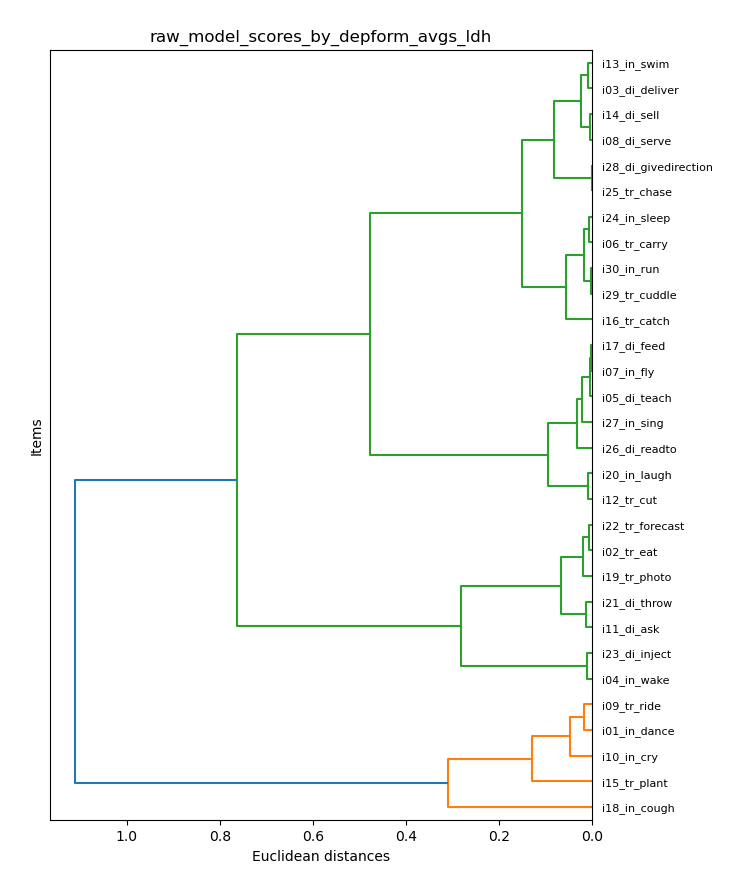 raw_model_scores_by_depform_avgs_ldh
i13_in_swim
i03_di_deliver
i14_di_sell
i08_di_serve
i28_di_givedirection
i25_tr_chase
i24_in_sleep
i06_tr_carry
i30_in_run
i29_tr_cuddle
i16_tr_catch
i17_di_feed
i07_in_fly
i05_di_teach
i27_in_sing
i26_di_readto
i20_in_laugh
i12_tr_cut
i22_tr_forecast
i02_tr_eat
i19_tr_photo
i21_di_throw
i11_di_ask
i23_di_inject
i04_in_wake
i09_tr_ride
i01_in_dance
i10_in_cry
i15_tr_plant
i18_in_cough
Items
1.0 0.8 0.6 0.4 0.2 0.0
Euclidean distances